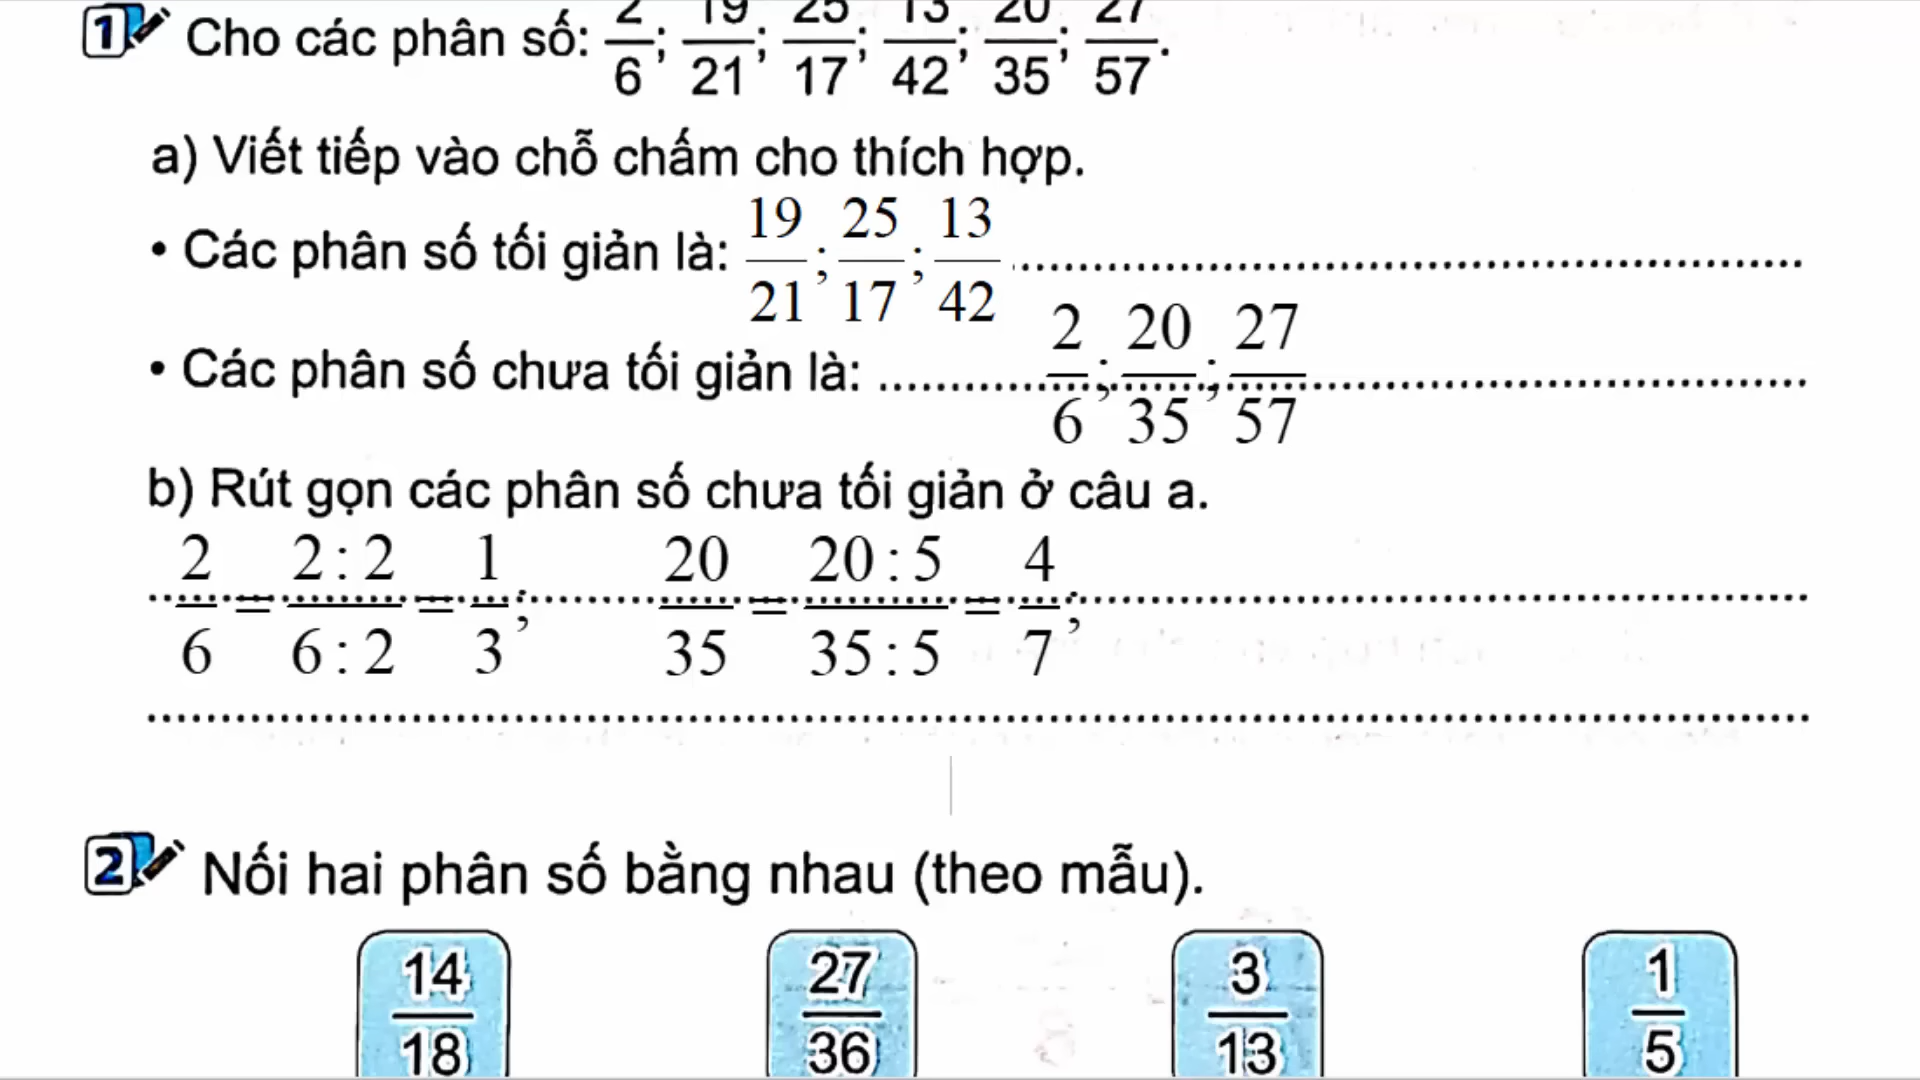 1 Cho các phân số: 2/6; 19/21; 25/17; 13/42; 20/35; 27/57.
a) Viết tiếp vào chỗ chấm cho thích hợp.
• Các phân số tối giản là: 19/21; 25/17; 13/42
• Các phân số chưa tối giản là: 2/6; 20/35; 27/57
b) Rút gọn các phân số chưa tối giản ở câu a.
2/6 = 2:2/6:2 = 1/3; 20/35 = 20:5/35:5 = 4/7;
2 Nối hai phân số bằng nhau (theo mẫu).
14/18 27/36 3/13 1/5